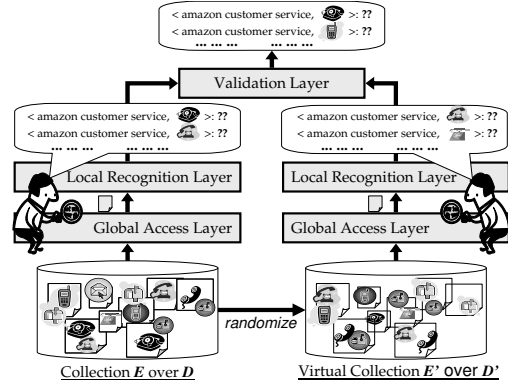 < amazon customer service, >: ??
< amazon customer service, >: ??
... ... ... ... ... ...
Validation Layer
< amazon customer service, >: ??
< amazon customer service, >: ??
... ... ... ... ... ...
< amazon customer service, >: ??
< amazon customer service, >: ??
... ... ... ... ... ...
Local Recognition Layer
Local Recognition Layer
Global Access Layer
Global Access Layer
randomize
Collection E over D
Virtual Collection E' over D'